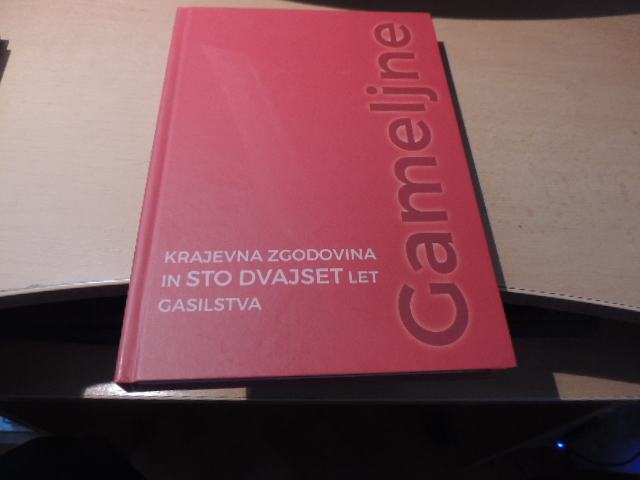 Gameljne
KRAJEVNA ZGODOVINA
IN STO DVAJSET LET
GASILSTVA